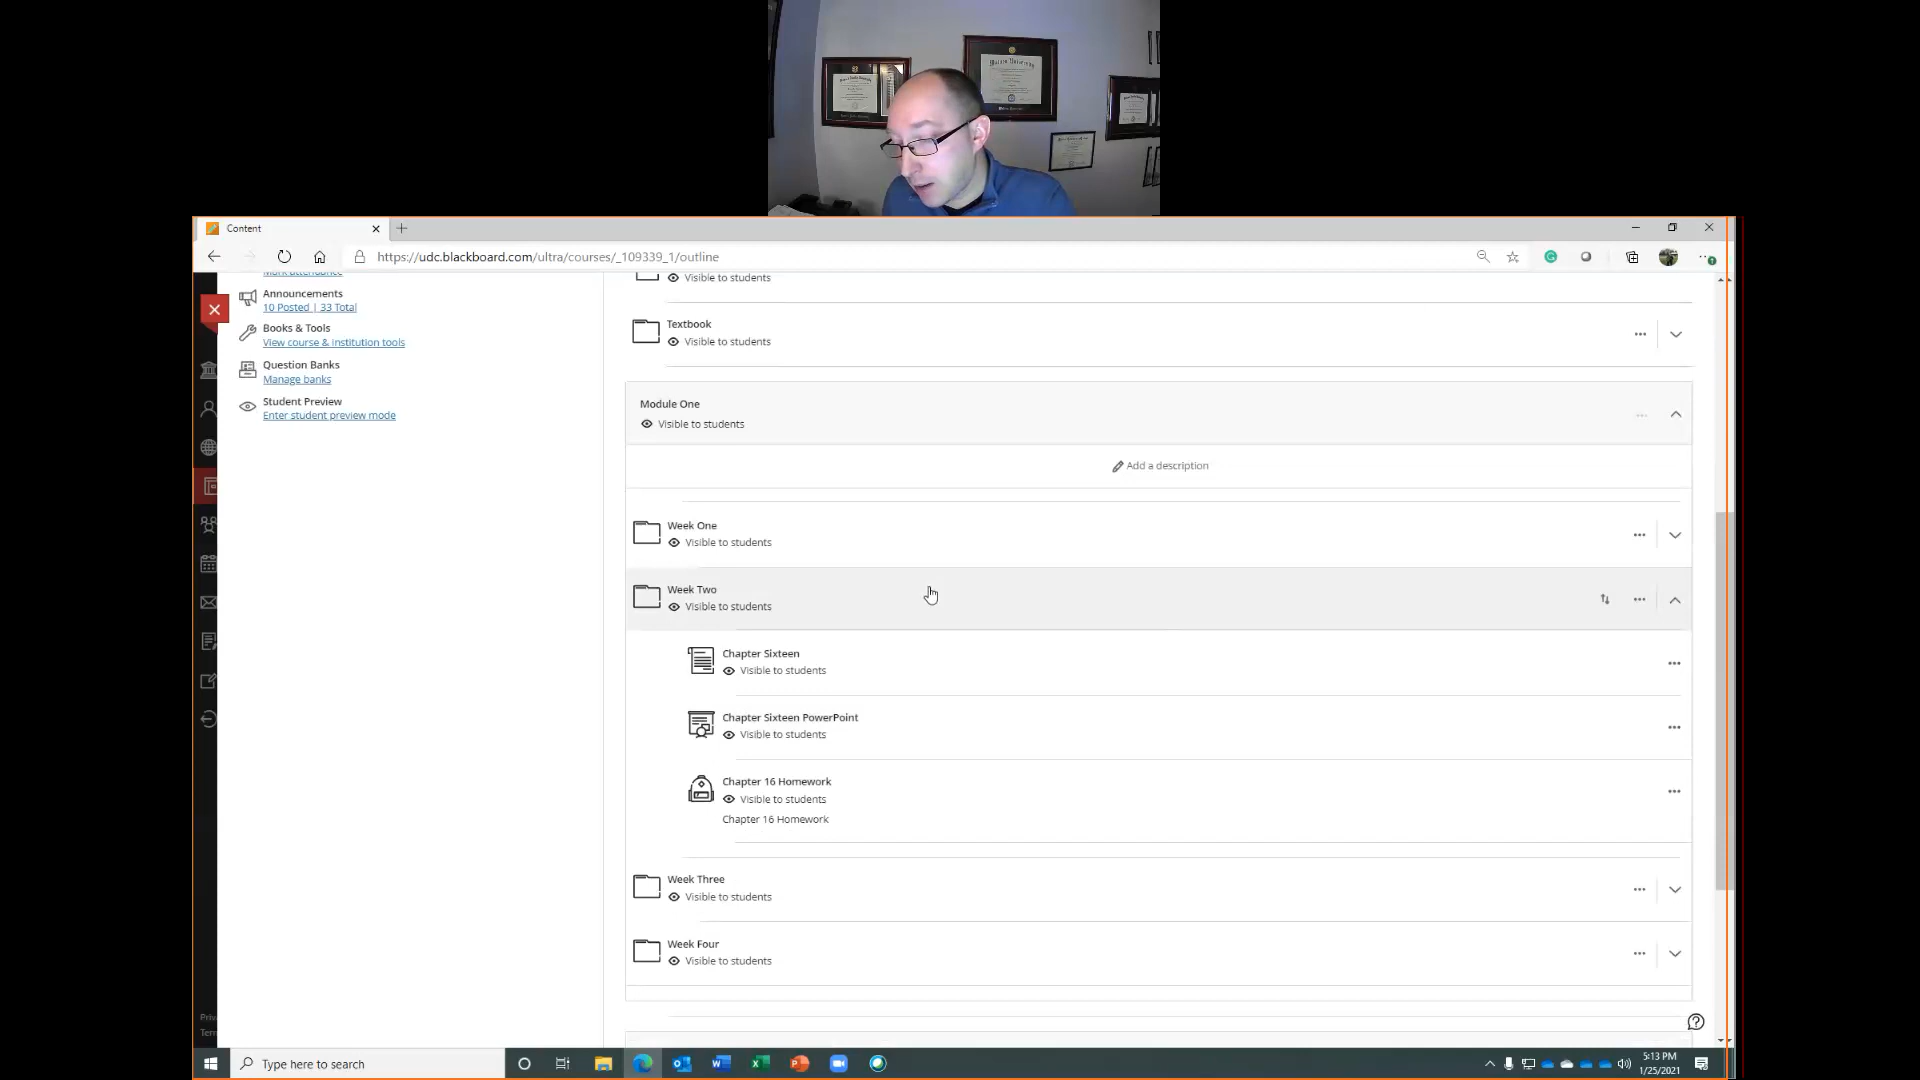 Content
https://udc.blackboard.com/ultra/courses/_109339_1/outline
Mark attendance
Announcements
10 Posted | 33 Total
Books & Tools
View course & institution tools
Question Banks
Manage banks
Student Preview
Enter student preview mode
Visible to students
Textbook
Visible to students
Module One
Visible to students
Add a description
Week One
Visible to students
Week Two
Visible to students
Chapter Sixteen
Visible to students
Chapter Sixteen PowerPoint
Visible to students
Chapter 16 Homework
Visible to students
Chapter 16 Homework
Week Three
Visible to students
Week Four
Visible to students
Type here to search
5:13 PM
1/25/2021